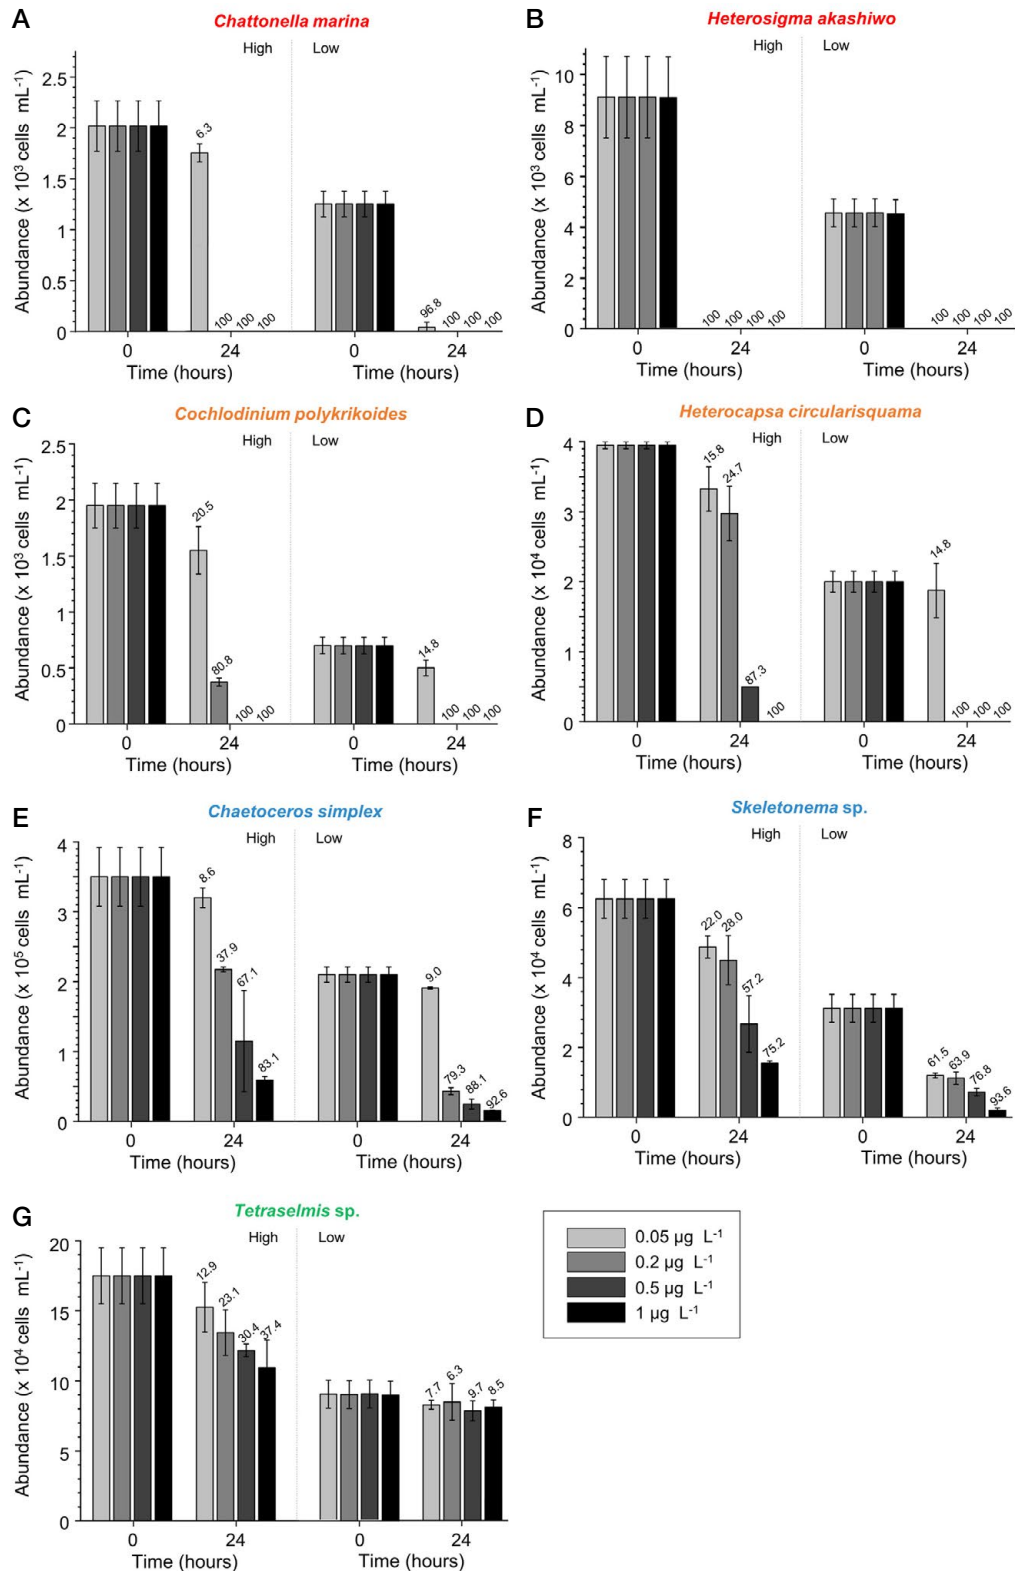 A
Chattonella marina
High
Low
Abundance (x 10³ cells mL⁻¹)
2.5
2
1.5
1
0.5
0
6.3
100 100 100
96.8
100 100 100
0
24
0
24
Time (hours)
Time (hours)
B
Heterosigma akashiwo
High
Low
Abundance (x 10³ cells mL⁻¹)
10
8
6
4
2
0
100 100 100 100
100 100 100 100
0
24
0
24
Time (hours)
Time (hours)
C
Cochlodinium polykrikoides
High
Low
Abundance (x 10³ cells mL⁻¹)
2.5
2
1.5
1
0.5
0
20.5
80.8
100 100
14.8
100 100 100
0
24
0
24
Time (hours)
Time (hours)
D
Heterocapsa circularisquama
High
Low
Abundance (x 10⁴ cells mL⁻¹)
4
3
2
1
0
15.8
24.7
87.3
100
14.8
100 100 100
0
24
0
24
Time (hours)
Time (hours)
E
Chaetoceros simplex
High
Low
Abundance (x 10⁵ cells mL⁻¹)
4
3
2
1
0
8.6
37.9
67.1
83.1
9.0
79.3
88.1
92.6
0
24
0
24
Time (hours)
Time (hours)
F
Skeletonema sp.
High
Low
Abundance (x 10⁴ cells mL⁻¹)
8
6
4
2
0
22.0
28.0
57.2
75.2
61.5
63.9
76.8
93.6
0
24
0
24
Time (hours)
Time (hours)
G
Tetraselmis sp.
High
Low
Abundance (x 10⁴ cells mL⁻¹)
20
15
10
5
0
12.9
23.1
30.4
37.4
7.7
6.3
9.7
8.5
0
24
0
24
Time (hours)
Time (hours)
0.05 µg L⁻¹
0.2 µg L⁻¹
0.5 µg L⁻¹
1 µg L⁻¹